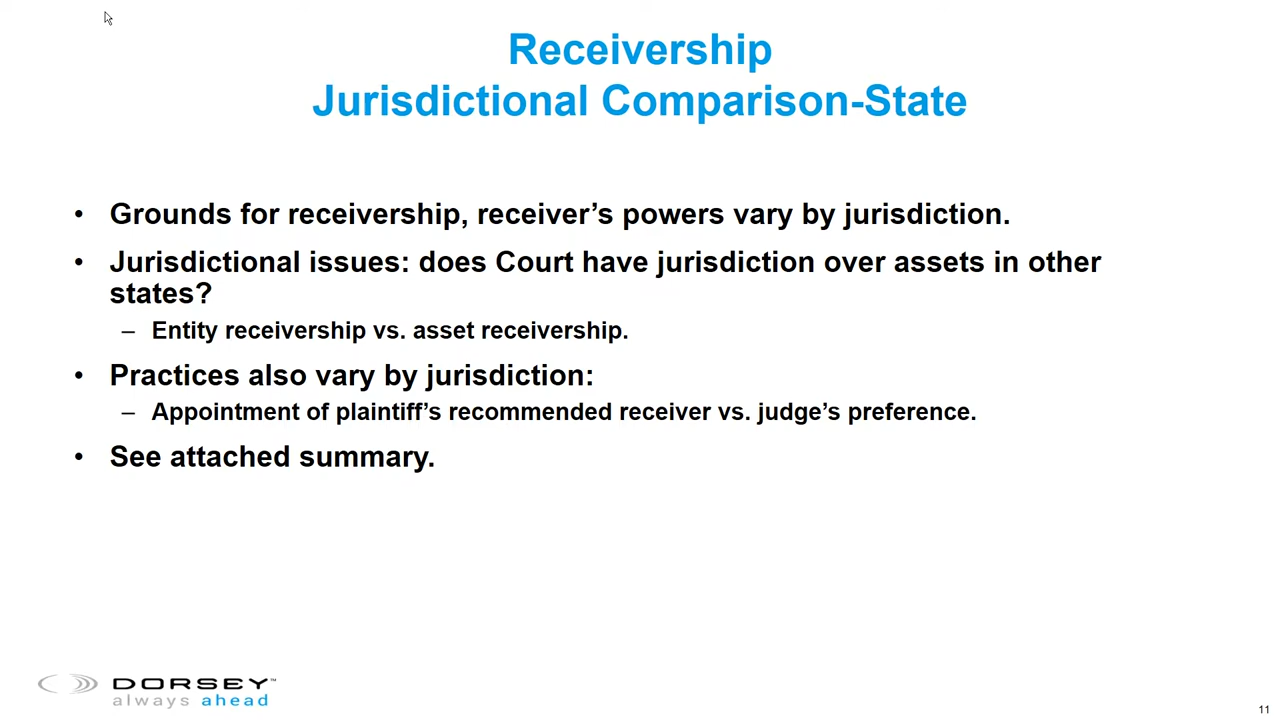 Receivership
Jurisdictional Comparison-State
• Grounds for receivership, receiver’s powers vary by jurisdiction.
• Jurisdictional issues: does Court have jurisdiction over assets in other
states?
– Entity receivership vs. asset receivership.
• Practices also vary by jurisdiction:
– Appointment of plaintiff’s recommended receiver vs. judge’s preference.
• See attached summary.
DORSEY™
always ahead
11